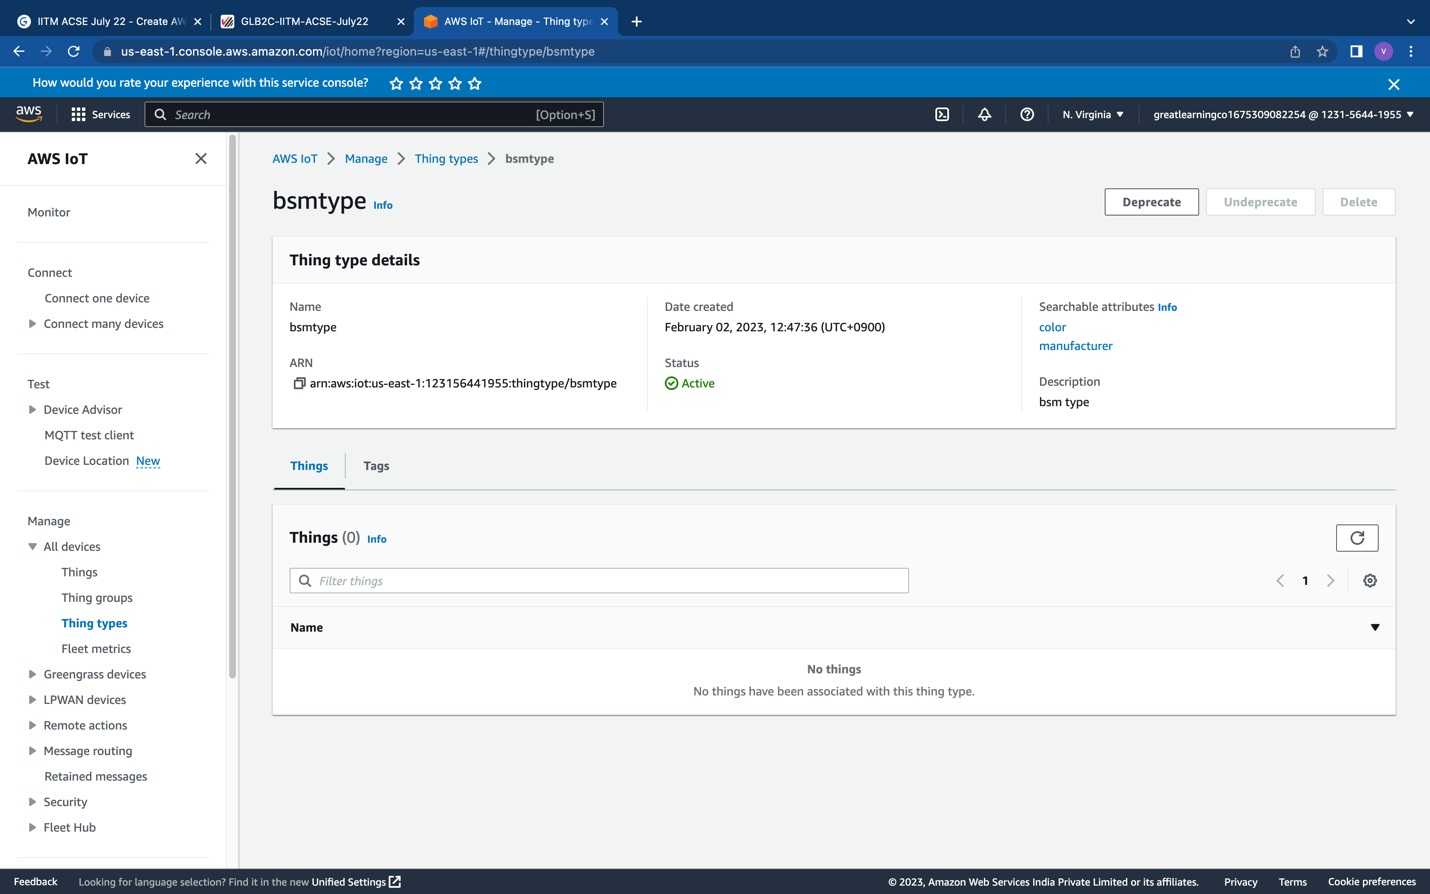 IITM ACSE July 22 - Create AW
GLB2C-IITM-ACSE-July22
AWS IoT - Manage - Thing type
us-east-1.console.aws.amazon.com/iot/home?region=us-east-1#/thingtype/bsmtype
V
How would you rate your experience with this service console?
aws
Services
Search
[Option+S]
N. Virginia
greatlearningco1675309082254 @ 1231-5644-1955
AWS IoT
Monitor
Connect
Connect one device
Connect many devices
Test
Device Advisor
MQTT test client
Device Location New
Manage
All devices
Things
Thing groups
Thing types
Fleet metrics
Greengrass devices
LPWAN devices
Remote actions
Message routing
Retained messages
Security
Fleet Hub
AWS IoT
Manage
Thing types
bsmtype
bsmtype Info
Deprecate
Undeprecate
Delete
Thing type details
Name
bsmtype
ARN
arn:aws:iot:us-east-1:123156441955:thingtype/bsmtype
Date created
February 02, 2023, 12:47:36 (UTC+0900)
Status
Active
Searchable attributes Info
color
manufacturer
Description
bsm type
Things
Tags
Things (0) Info
Filter things
1
Name
No things
No things have been associated with this thing type.
Feedback
Looking for language selection? Find it in the new Unified Settings
© 2023, Amazon Web Services India Private Limited or its affiliates.
Privacy
Terms
Cookie preferences